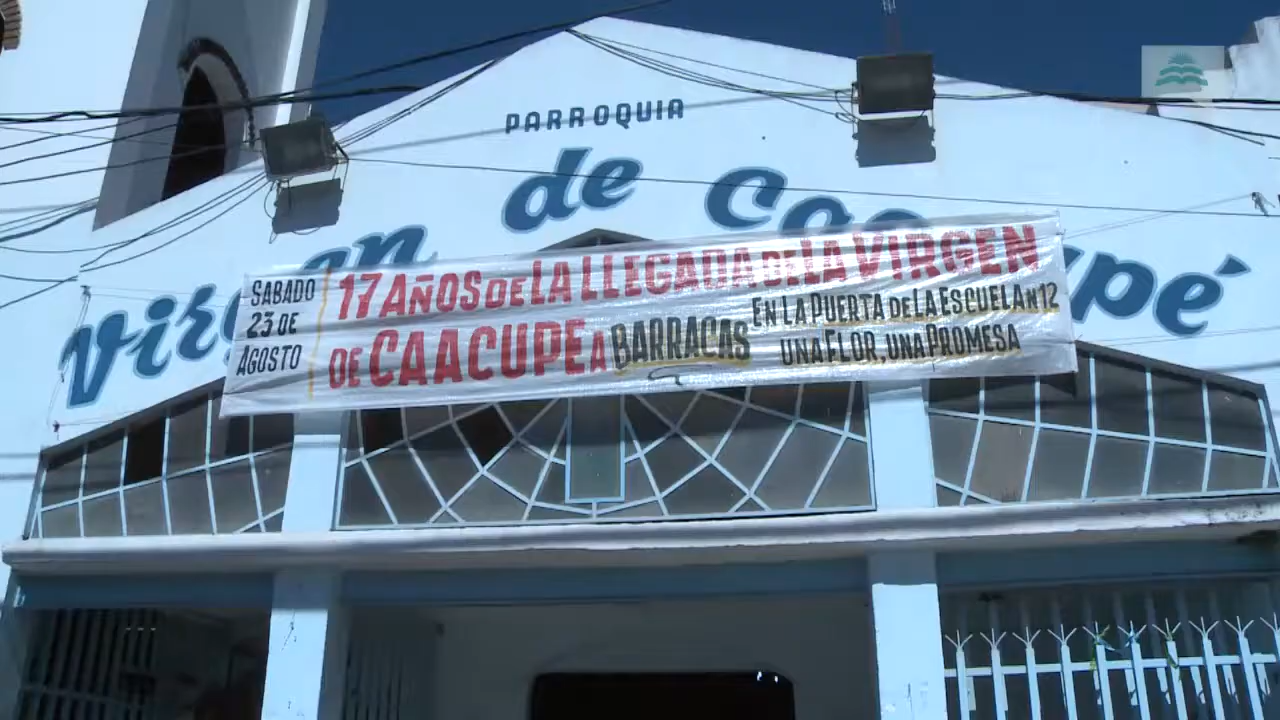 PARROQUIA
de
SABADO
23 DE
AGOSTO
17 AÑOS DE LA LLEGADA DE LA VIRGEN
DE CAACUPE A BARRACAS
EN LA PUERTA DE LA ESCUELA N 12
UNA FLOR, UNA PROMESA